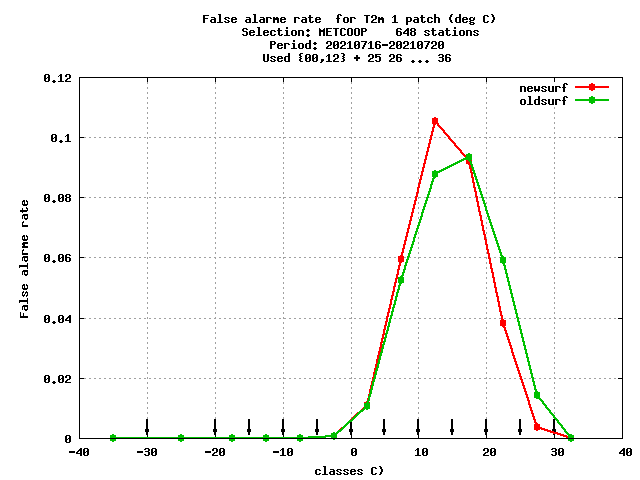 False alarme rate  for T2m 1 patch (deg C)
Selection: METCOOP    648 stations
Period: 20210716-20210720
Used {00,12} + 25 26 ... 36
newsurf
oldsurf
0.12
0.1
0.08
0.06
0.04
0.02
0
False alarme rate
-40 -30 -20 -10 0 10 20 30 40
classes C)